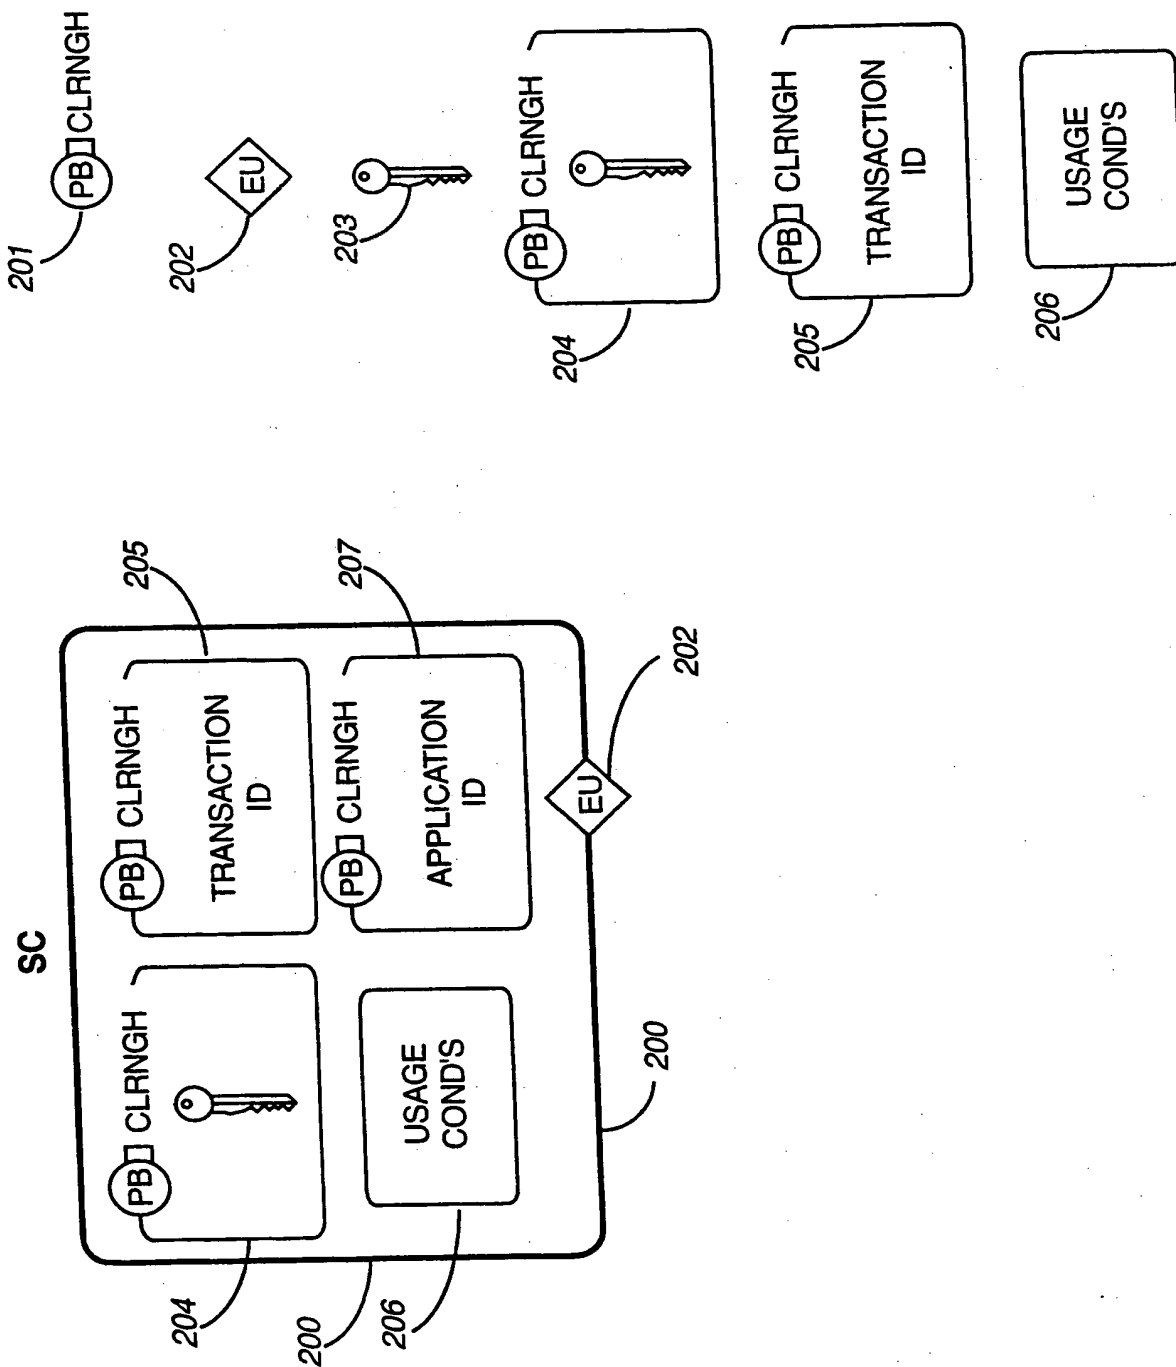 SC
PB CLRNGH
PB CLRNGH
205
204
TRANSACTION
ID
200
PB CLRNGH
207
206
USAGE
COND'S
APPLICATION
ID
EU
200
202
201
PB CLRNGH
202
EU
203
PB CLRNGH
204
PB CLRNGH
TRANSACTION
ID
205
USAGE
COND'S
206